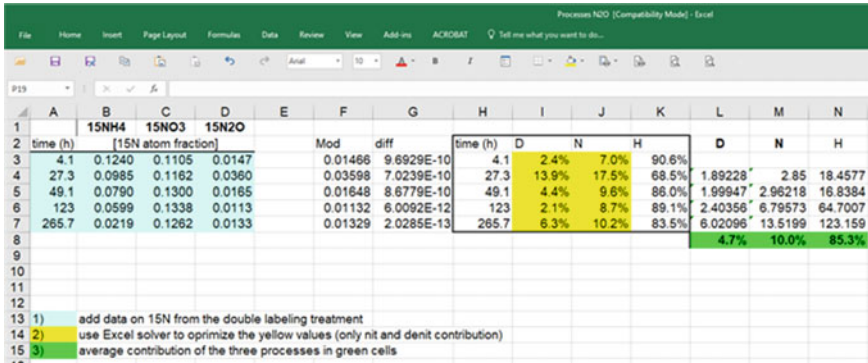 Processes N2O [Compatibility Mode] - Excel
File Home Insert Page Layout Formulas Data Review View Add-ins ACROBAT Tell me what you want to do...
Arial 10 A B I
P19 fx
A B C D E F G H I J K L M N
1 15NH4 15NO3 15N2O
2 time (h) [15N atom fraction] Mod diff time (h) D N H D N H
3 4.1 0.1240 0.1105 0.0147 0.01466 9.6929E-10 4.1 2.4% 7.0% 90.6%
4 27.3 0.0985 0.1162 0.0360 0.03598 7.0239E-10 27.3 13.9% 17.5% 68.5% 1.89228 2.85 18.4577
5 49.1 0.0790 0.1300 0.0165 0.01648 8.6779E-10 49.1 4.4% 9.6% 86.0% 1.99947 2.96218 16.8384
6 123 0.0599 0.1338 0.0113 0.01132 6.0092E-12 123 2.1% 8.7% 89.1% 2.40356 6.79573 64.7007
7 265.7 0.0219 0.1262 0.0133 0.01329 2.0285E-13 265.7 6.3% 10.2% 83.5% 6.02096 13.5199 123.159
8 4.7% 10.0% 85.3%
9
10
11
12
13 1) add data on 15N from the double labeling treatment
14 2) use Excel solver to oprimize the yellow values (only nit and denit contribution)
15 3) average contribution of the three processes in green cells